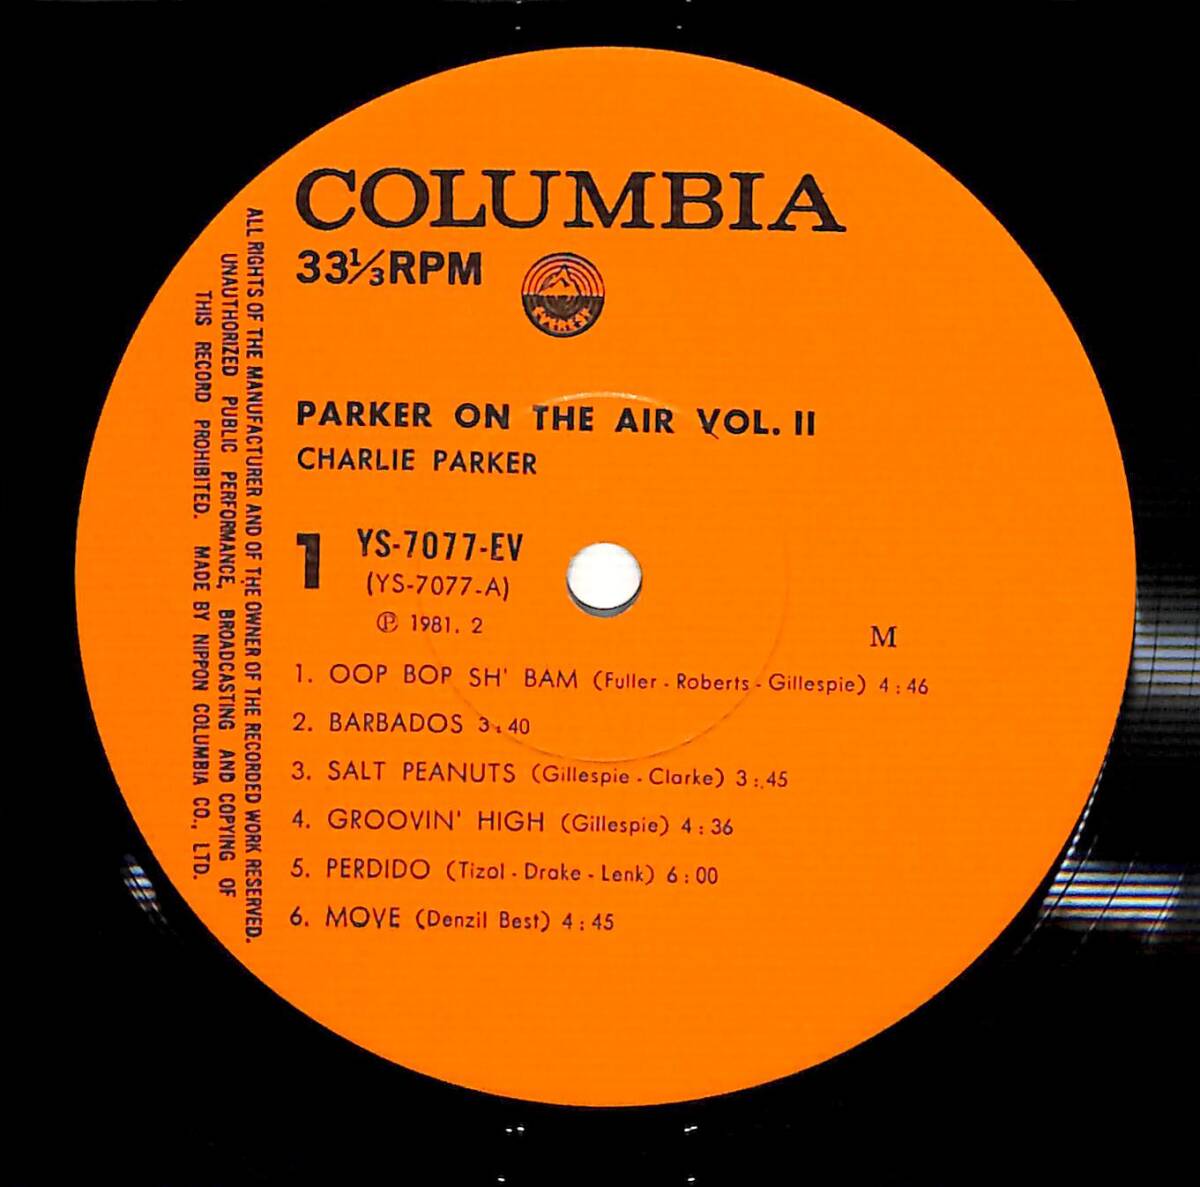 COLUMBIA
33⅓RPM
EVEREST
PARKER ON THE AIR VOL. II
CHARLIE PARKER
1 YS-7077-EV
(YS-7077-A)
℗ 1981. 2
M
1. OOP BOP SH' BAM (Fuller - Roberts - Gillespie) 4 : 46
2. BARBADOS 3 : 40
3. SALT PEANUTS (Gillespie - Clarke) 3 : 45
4. GROOVIN' HIGH (Gillespie) 4 : 36
5. PERDIDO (Tizol - Drake - Lenk) 6 : 00
6. MOVE (Denzil Best) 4 : 45
ALL RIGHTS OF THE MANUFACTURER AND OF THE OWNER OF THE RECORDED WORK RESERVED.
UNAUTHORIZED PUBLIC PERFORMANCE, BROADCASTING AND COPYING OF
THIS RECORD PROHIBITED. MADE BY NIPPON COLUMBIA CO., LTD.